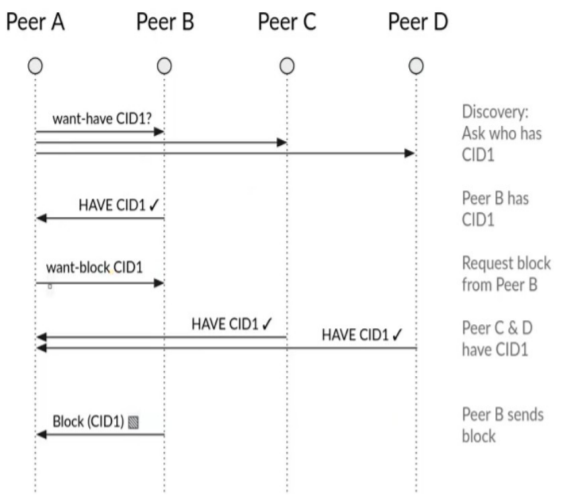 Peer A Peer B Peer C Peer D
want-have CID1?
Discovery:
Ask who has
CID1
HAVE CID1 ✓
Peer B has
CID1
want-block CID1
Request block
from Peer B
HAVE CID1 ✓
HAVE CID1 ✓
Peer C & D
have CID1
Block (CID1)
Peer B sends
block